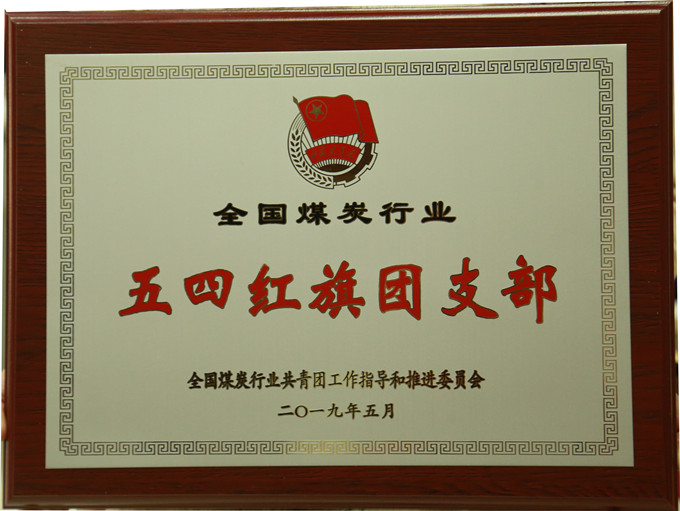 全国煤炭行业
五四红旗团支部
全国煤炭行业共青团工作指导和推进委员会
二〇一九年五月